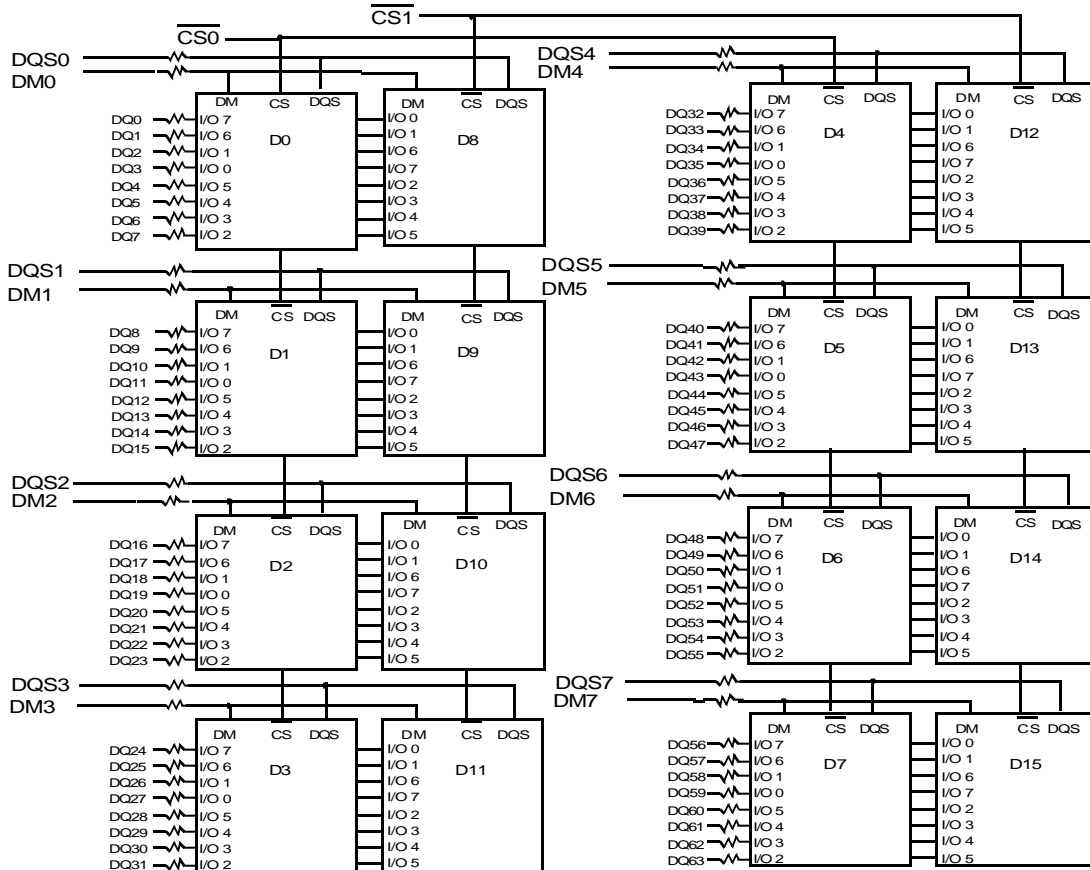 CS1
CS0
DQS0
DM0
DM CS DQS
DM CS DQS
D0
D8
DQ0 I/O 7 I/O 0
DQ1 I/O 6 I/O 1
DQ2 I/O 1 I/O 6
DQ3 I/O 0 I/O 7
DQ4 I/O 5 I/O 2
DQ5 I/O 4 I/O 3
DQ6 I/O 3 I/O 4
DQ7 I/O 2 I/O 5
DQS1
DM1
DM CS DQS
DM CS DQS
D1
D9
DQ8 I/O 7 I/O 0
DQ9 I/O 6 I/O 1
DQ10 I/O 1 I/O 6
DQ11 I/O 0 I/O 7
DQ12 I/O 5 I/O 2
DQ13 I/O 4 I/O 3
DQ14 I/O 3 I/O 4
DQ15 I/O 2 I/O 5
DQS2
DM2
DM CS DQS
DM CS DQS
D2
D10
DQ16 I/O 7 I/O 0
DQ17 I/O 6 I/O 1
DQ18 I/O 1 I/O 6
DQ19 I/O 0 I/O 7
DQ20 I/O 5 I/O 2
DQ21 I/O 4 I/O 3
DQ22 I/O 3 I/O 4
DQ23 I/O 2 I/O 5
DQS3
DM3
DM CS DQS
DM CS DQS
D3
D11
DQ24 I/O 7 I/O 0
DQ25 I/O 6 I/O 1
DQ26 I/O 1 I/O 6
DQ27 I/O 0 I/O 7
DQ28 I/O 5 I/O 2
DQ29 I/O 4 I/O 3
DQ30 I/O 3 I/O 4
DQ31 I/O 2 I/O 5
DQS4
DM4
DM CS DQS
DM CS DQS
D4
D12
DQ32 I/O 7 I/O 0
DQ33 I/O 6 I/O 1
DQ34 I/O 1 I/O 6
DQ35 I/O 0 I/O 7
DQ36 I/O 5 I/O 2
DQ37 I/O 4 I/O 3
DQ38 I/O 3 I/O 4
DQ39 I/O 2 I/O 5
DQS5
DM5
DM CS DQS
DM CS DQS
D5
D13
DQ40 I/O 7 I/O 0
DQ41 I/O 6 I/O 1
DQ42 I/O 1 I/O 6
DQ43 I/O 0 I/O 7
DQ44 I/O 5 I/O 2
DQ45 I/O 4 I/O 3
DQ46 I/O 3 I/O 4
DQ47 I/O 2 I/O 5
DQS6
DM6
DM CS DQS
DM CS DQS
D6
D14
DQ48 I/O 7 I/O 0
DQ49 I/O 6 I/O 1
DQ50 I/O 1 I/O 6
DQ51 I/O 0 I/O 7
DQ52 I/O 5 I/O 2
DQ53 I/O 4 I/O 3
DQ54 I/O 3 I/O 4
DQ55 I/O 2 I/O 5
DQS7
DM7
DM CS DQS
DM CS DQS
D7
D15
DQ56 I/O 7 I/O 0
DQ57 I/O 6 I/O 1
DQ58 I/O 1 I/O 6
DQ59 I/O 0 I/O 7
DQ60 I/O 5 I/O 2
DQ61 I/O 4 I/O 3
DQ62 I/O 3 I/O 4
DQ63 I/O 2 I/O 5